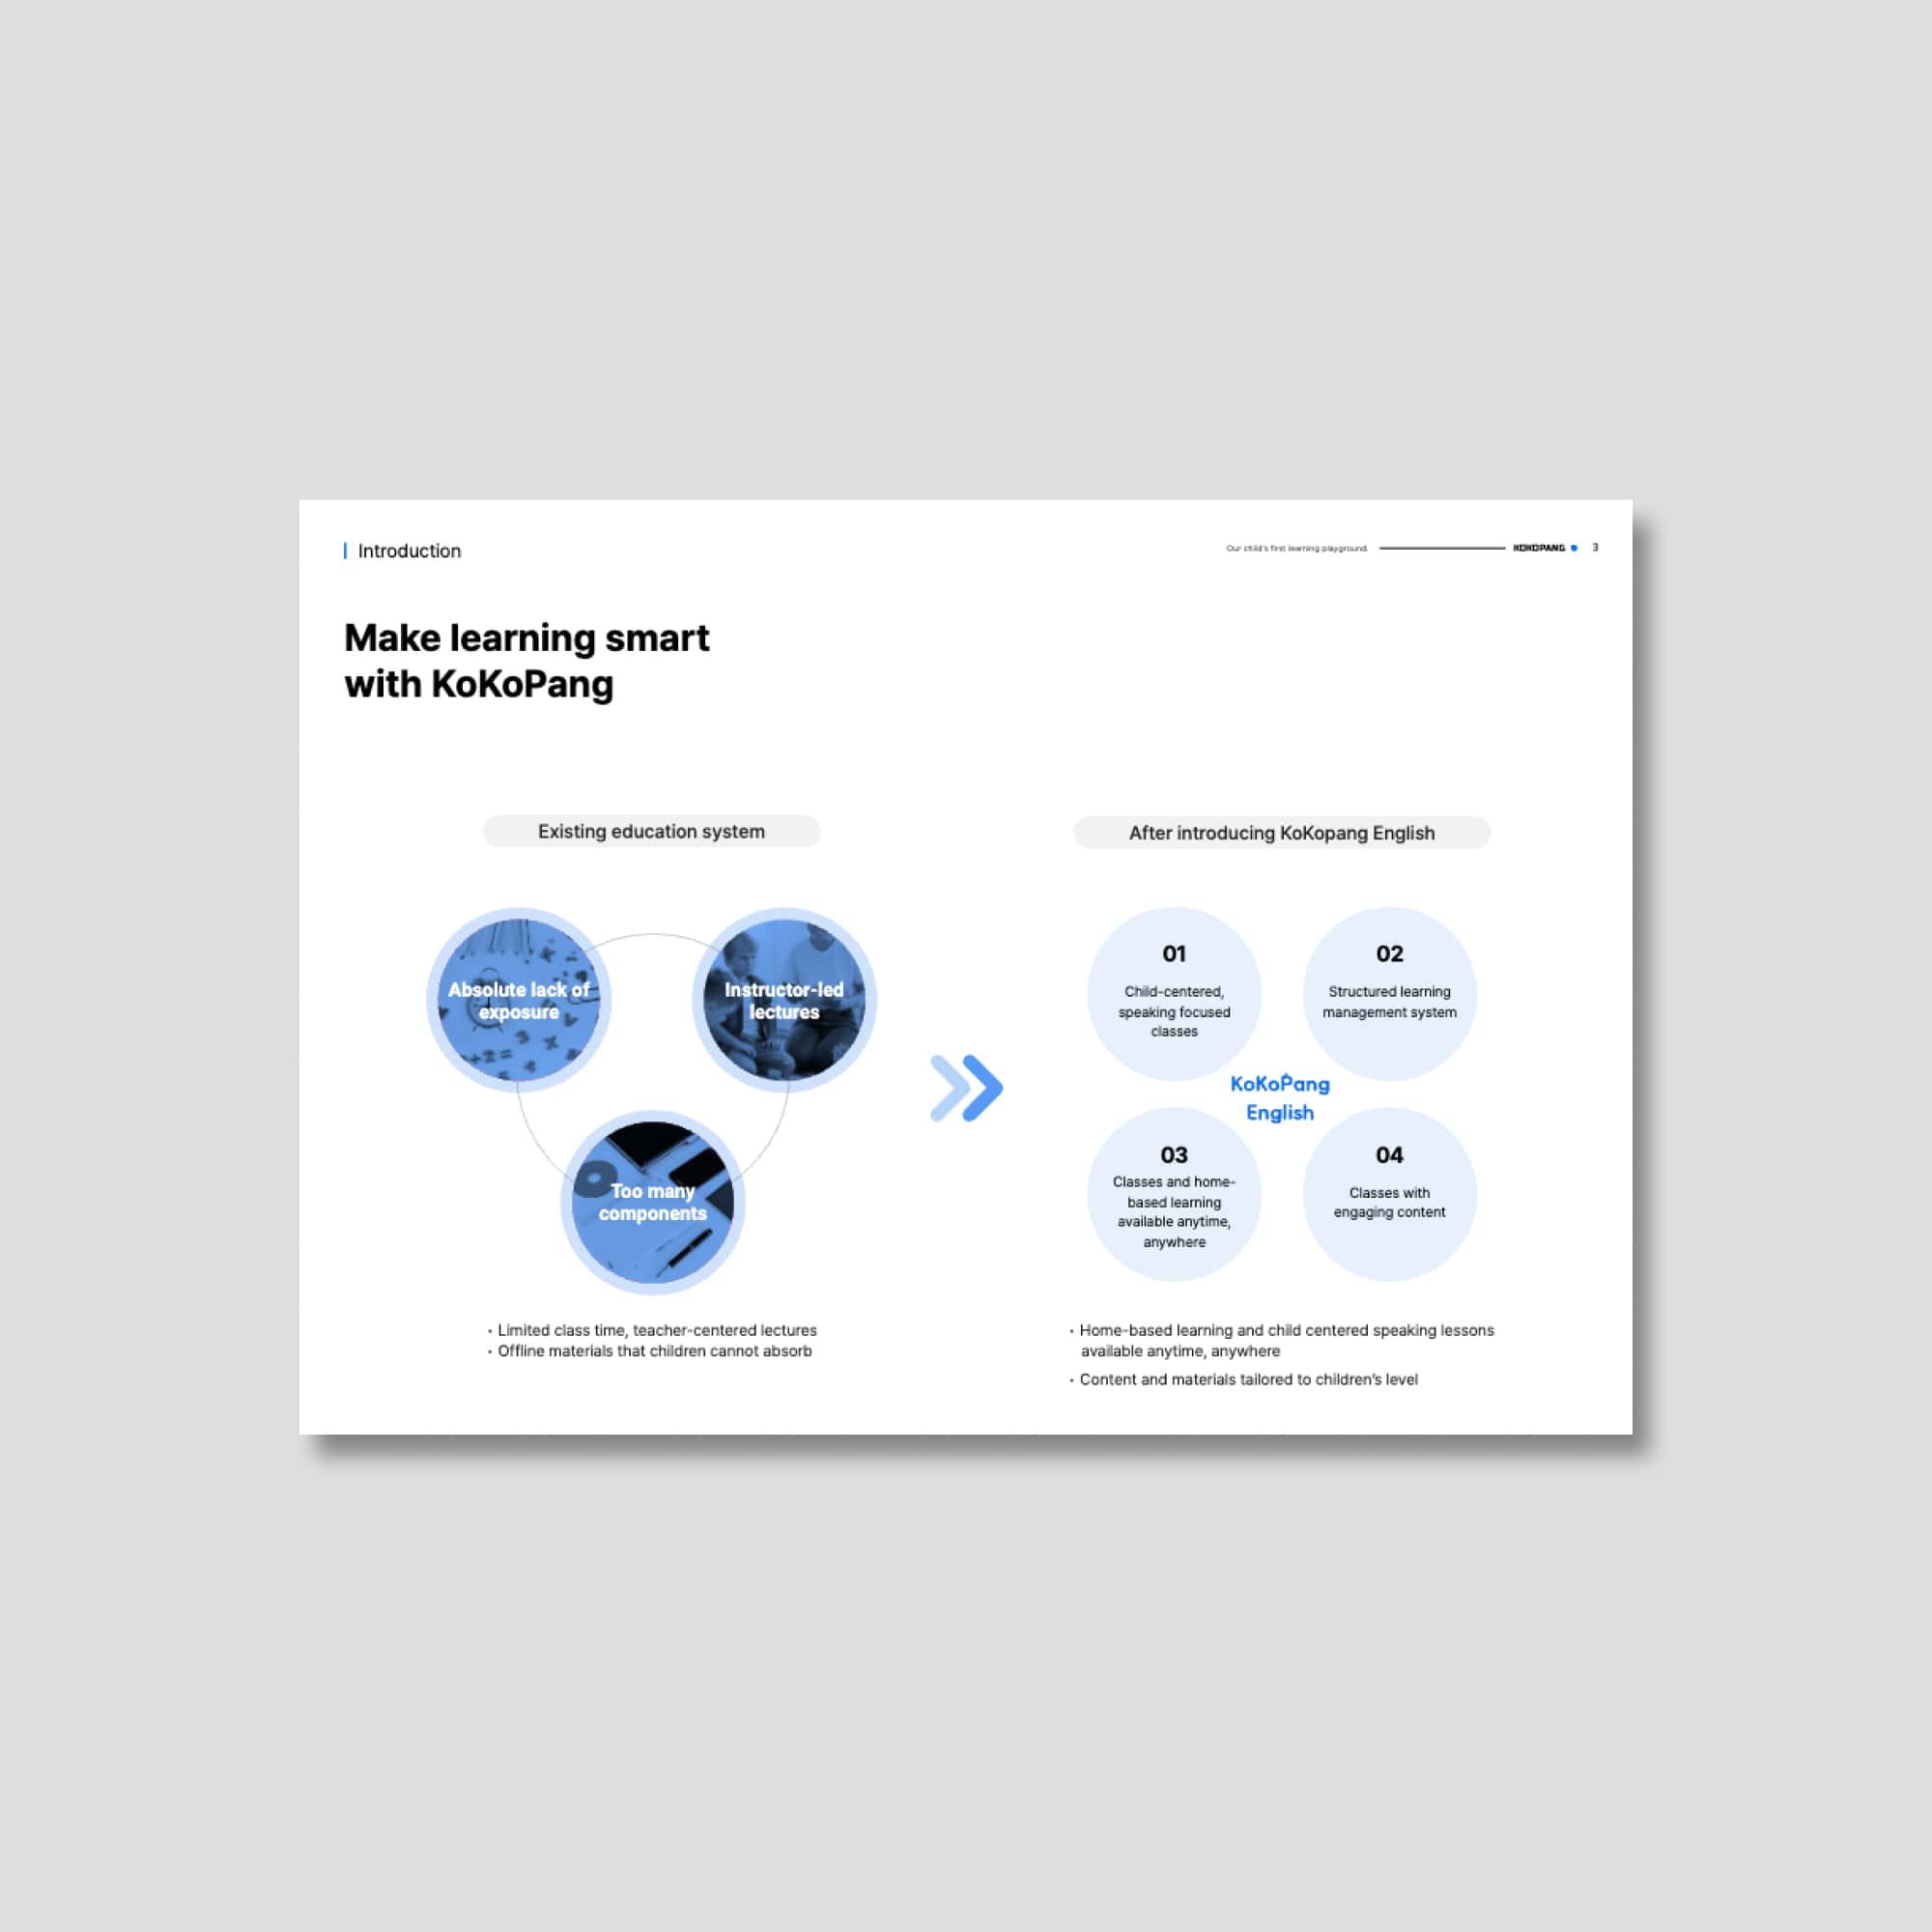 Introduction
Our child's first learning playground.
KOKOPANG
3
Make learning smart
with KoKoPang
Existing education system
Absolute lack of
exposure
Instructor-led
lectures
Too many
components
• Limited class time, teacher-centered lectures
• Offline materials that children cannot absorb
After introducing KoKopang English
01
Child-centered,
speaking focused
classes
02
Structured learning
management system
KoKoPang
English
03
Classes and home-
based learning
available anytime,
anywhere
04
Classes with
engaging content
• Home-based learning and child centered speaking lessons
available anytime, anywhere
• Content and materials tailored to children's level